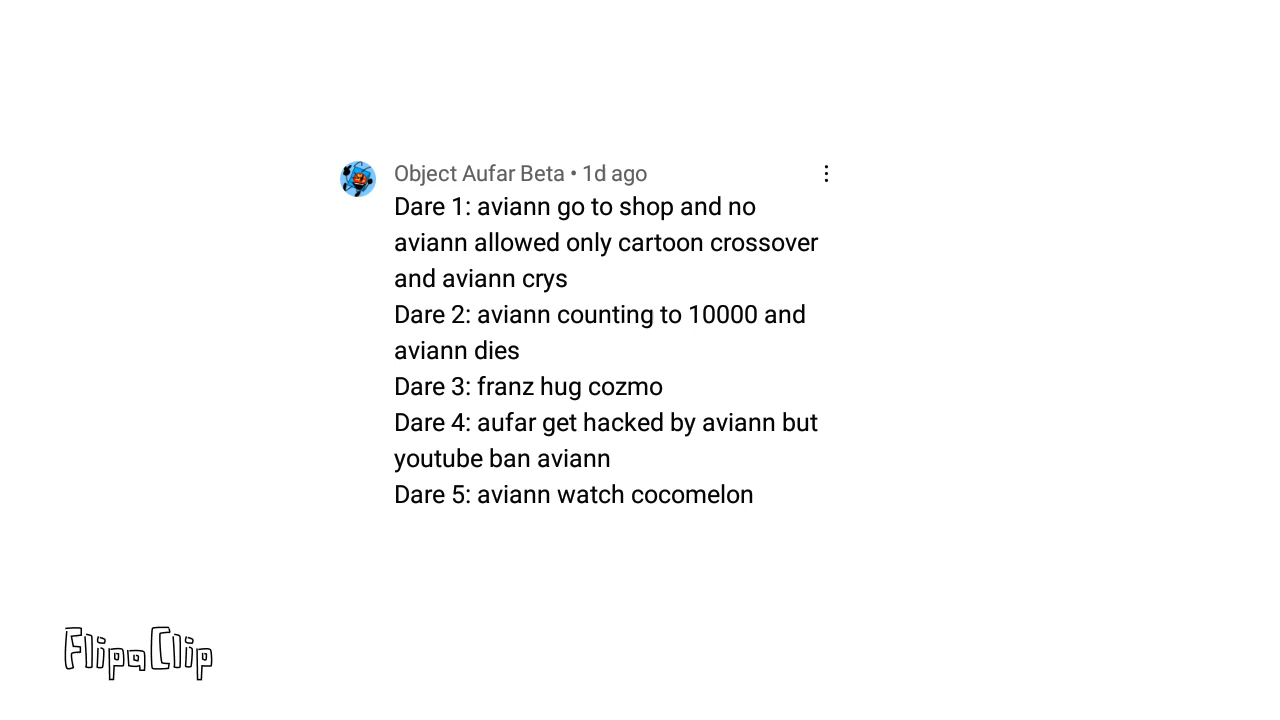 Object Aufar Beta • 1d ago
Dare 1: aviann go to shop and no
aviann allowed only cartoon crossover
and aviann crys
Dare 2: aviann counting to 10000 and
aviann dies
Dare 3: franz hug cozmo
Dare 4: aufar get hacked by aviann but
youtube ban aviann
Dare 5: aviann watch cocomelon
FlipaClip